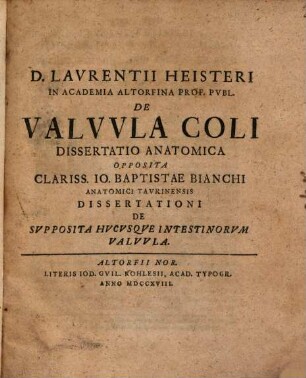 D. LAVRENTII HEISTERI
IN ACADEMIA ALTORFINA PROF. PVBL.
DE
VALVVLA COLI
DISSERTATIO ANATOMICA
OPPOSITA
CLARISS. IO. BAPTISTAE BIANCHI
ANATOMICI TAVRINENSIS
DISSERTATIONI
DE
SVPPOSITA HVCVSQVE INTESTINORVM
VALVVLA.
ALTORFII NOR.
LITERIS IOD. GVIL. KOHLESII, ACAD. TYPOGR.
ANNO MDCCXVIII.